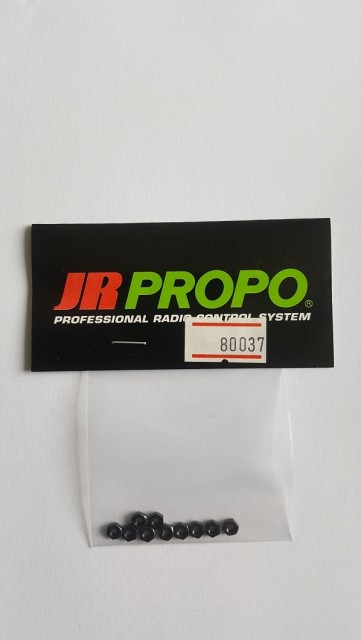 JR PROPO®
PROFESSIONAL RADIO CONTROL SYSTEM
80037